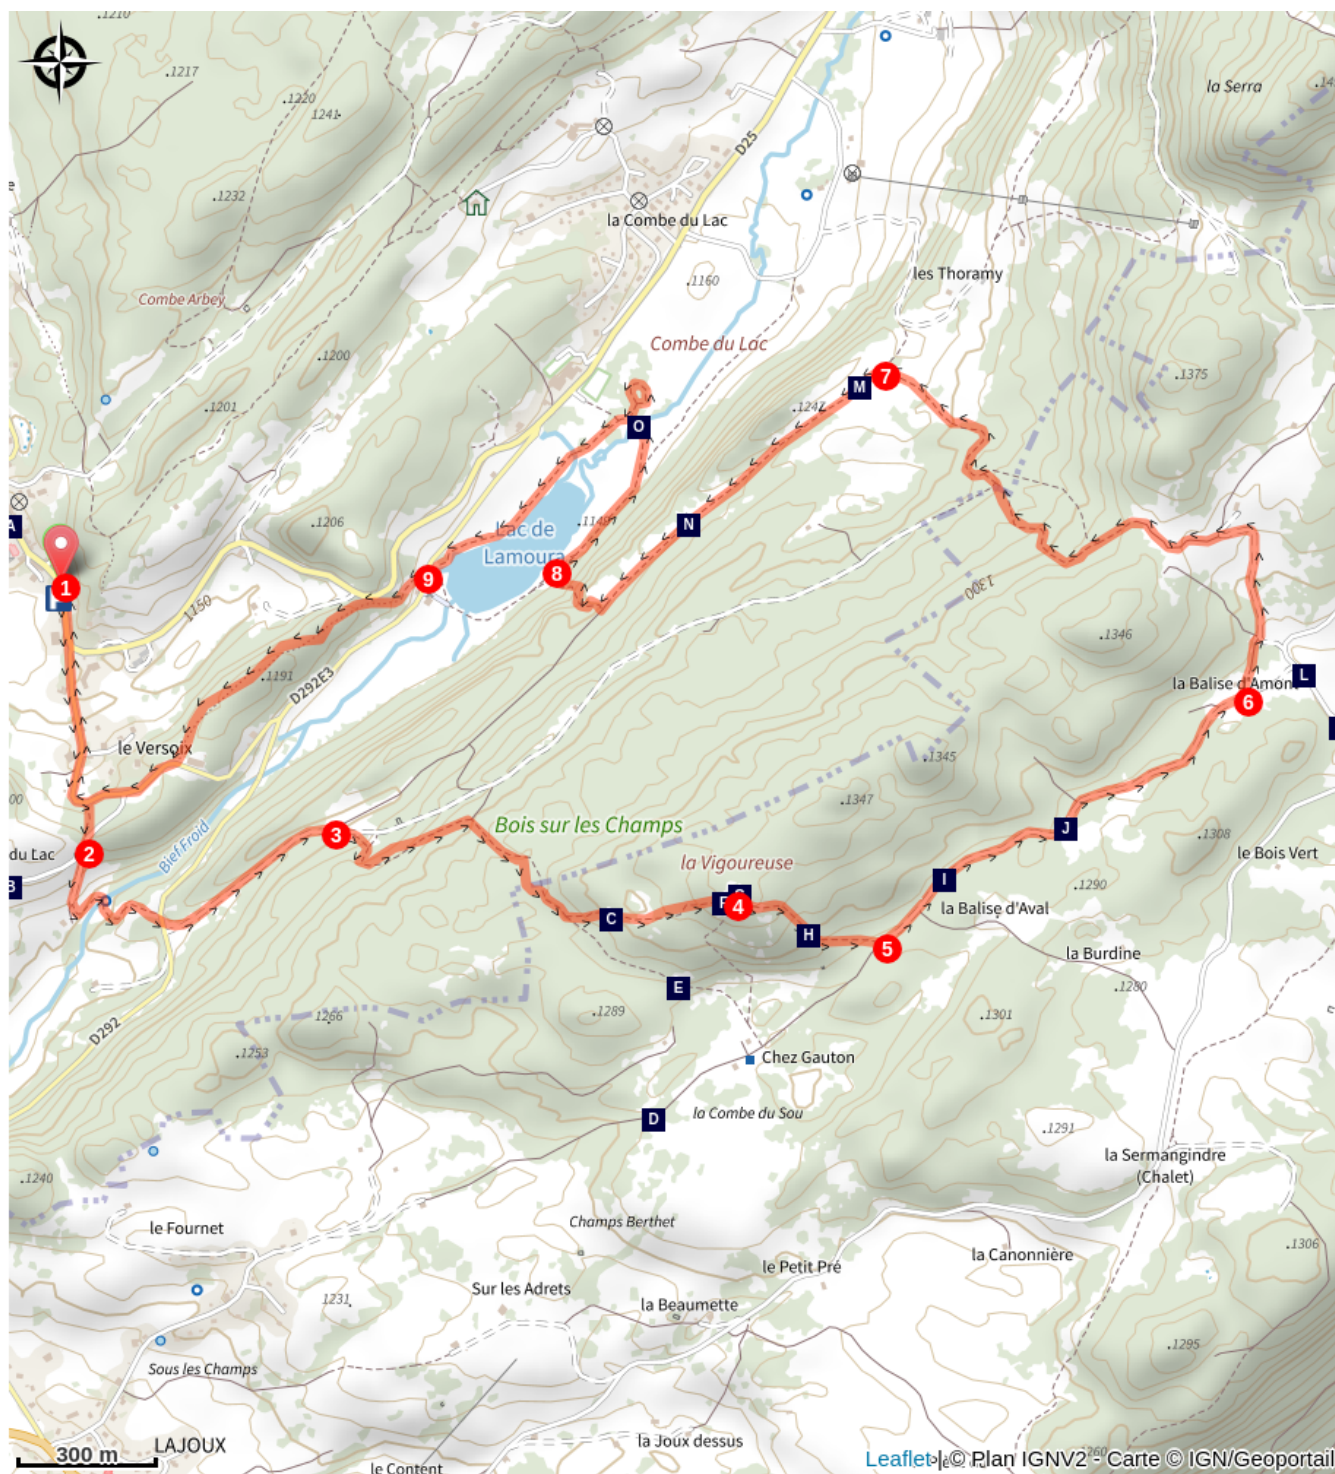 1210
.1217
.1220
1241.
la Serra
D25
.1232
la Combe du Lac
les Thoramy
.1160
Combe Arbey
Combe du Lac
.1200
.1375
M
7
.1201
.1247
O
A
.1206
N
Lac de
Lamoura
.1149
1
8
9
1150
1300
.1346
.1191
D292E3
la Balise d'Amont
L
6
le Versoix
.1345
.1347
Bois sur les Champs
3
J
.1308
2
du Lac
Bief Froid
la Vigoureuse
le Bois Vert
B
I
.1290
4
C
la Balise d'Aval
H
5
la Burdine
E
.1280
.1289
.1266
.1301
D292
.1253
Chez Gauton
D
la Combe du Sou
.1291
la Sermangindre
(Chalet)
.1240
le Fournet
Champs Berthet
la Canonnière
.1306
le Petit Pré
Sur les Adrets
1231.
la Beaumette
.1295
Sous les Champs
LAJOUX
la Joux dessus
300 m
le Content
Leaflet | © Plan IGNV2 - Carte © IGN/Geoportail